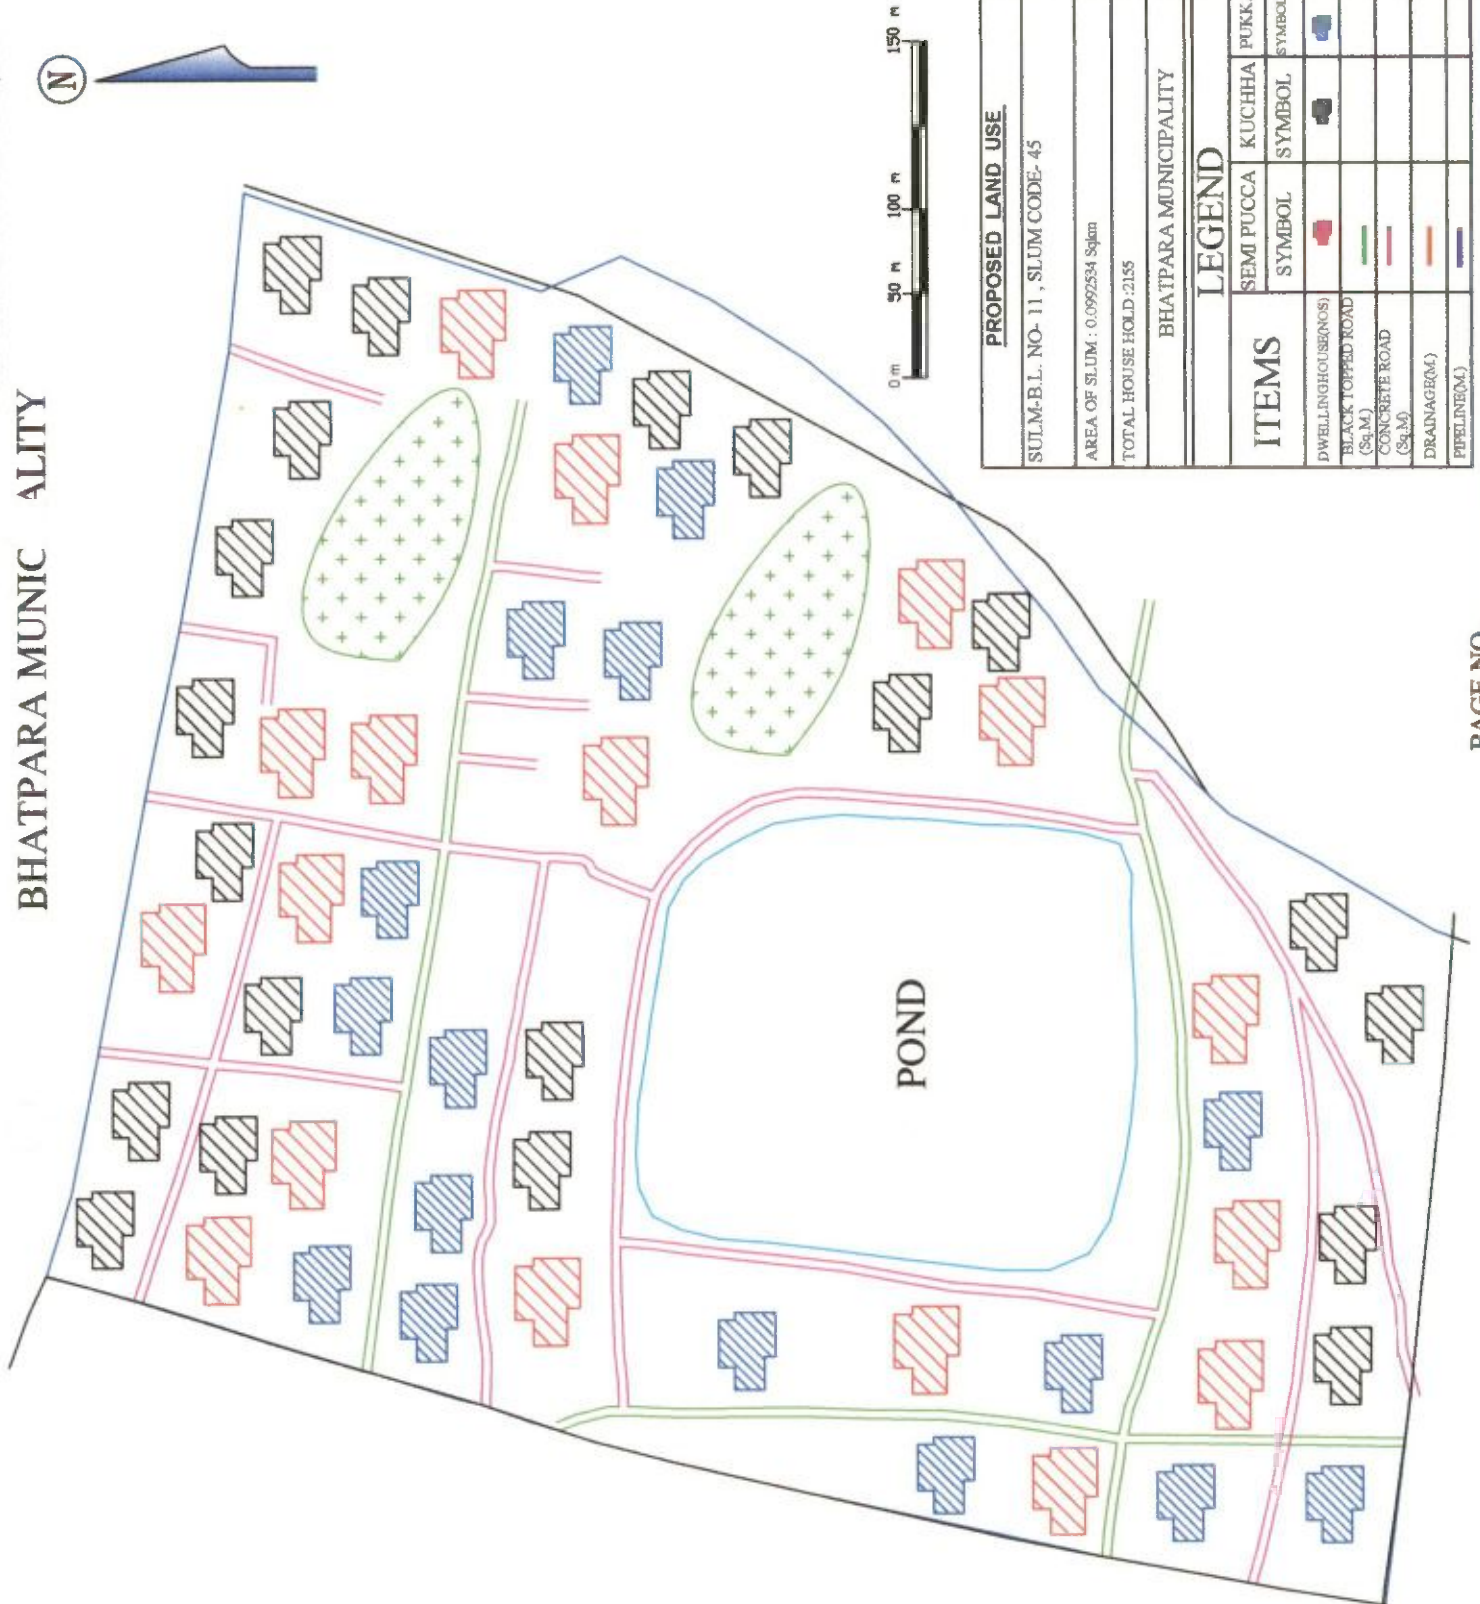 BHATPARA MUNIC ALITY
N
POND
0 m 50 m 100 m 150 m
PROPOSED LAND USE
SULM-B.L. NO- 11, SLUM CODE- 45
AREA OF SLUM : 0.0992534 Sqkm
TOTAL HOUSE HOLD :2155
BHATPARA MUNICIPALITY
LEGEND
ITEMS SEMI PUCCA KUCHHA PUKK
SYMBOL SYMBOL SYMBOL
DWELLINGHOUSE(NOS)
BLACK TOPPED ROAD
(Sq.M.)
CONCRETE ROAD
(Sq.M)
DRAINAGE(M.)
PIPELINE(M.)
PAGE NO